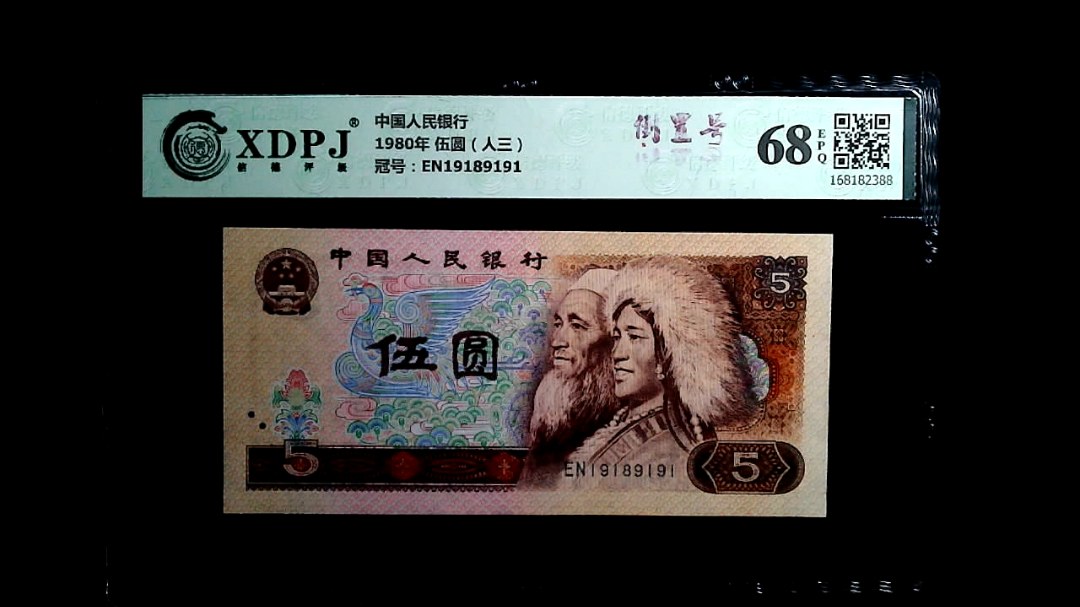 XDPJ®
信德评级
中国人民银行
1980年 伍圆（人三）
冠号：EN19189191
倒置号
68
EPQ
168182388
中国人民银行
5
伍圆
5
EN19189191
5